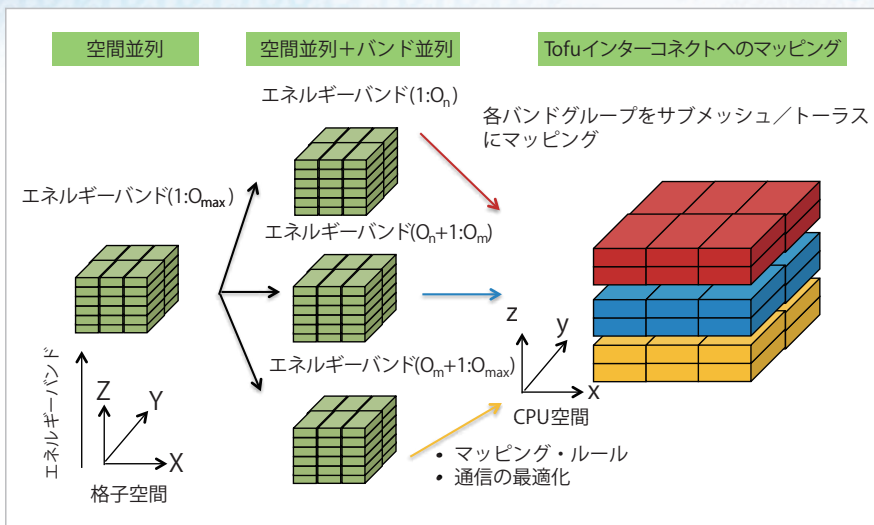 空間並列
空間並列＋バンド並列
Tofuインターコネクトへのマッピング
エネルギーバンド(1:On)
各バンドグループをサブメッシュ／トーラス
にマッピング
エネルギーバンド(1:Omax)
エネルギーバンド(On+1:Om)
エネルギーバンド(Om+1:Omax)
エネルギーバンド
Z
Y
X
格子空間
z
y
x
CPU空間
• マッピング・ルール
• 通信の最適化